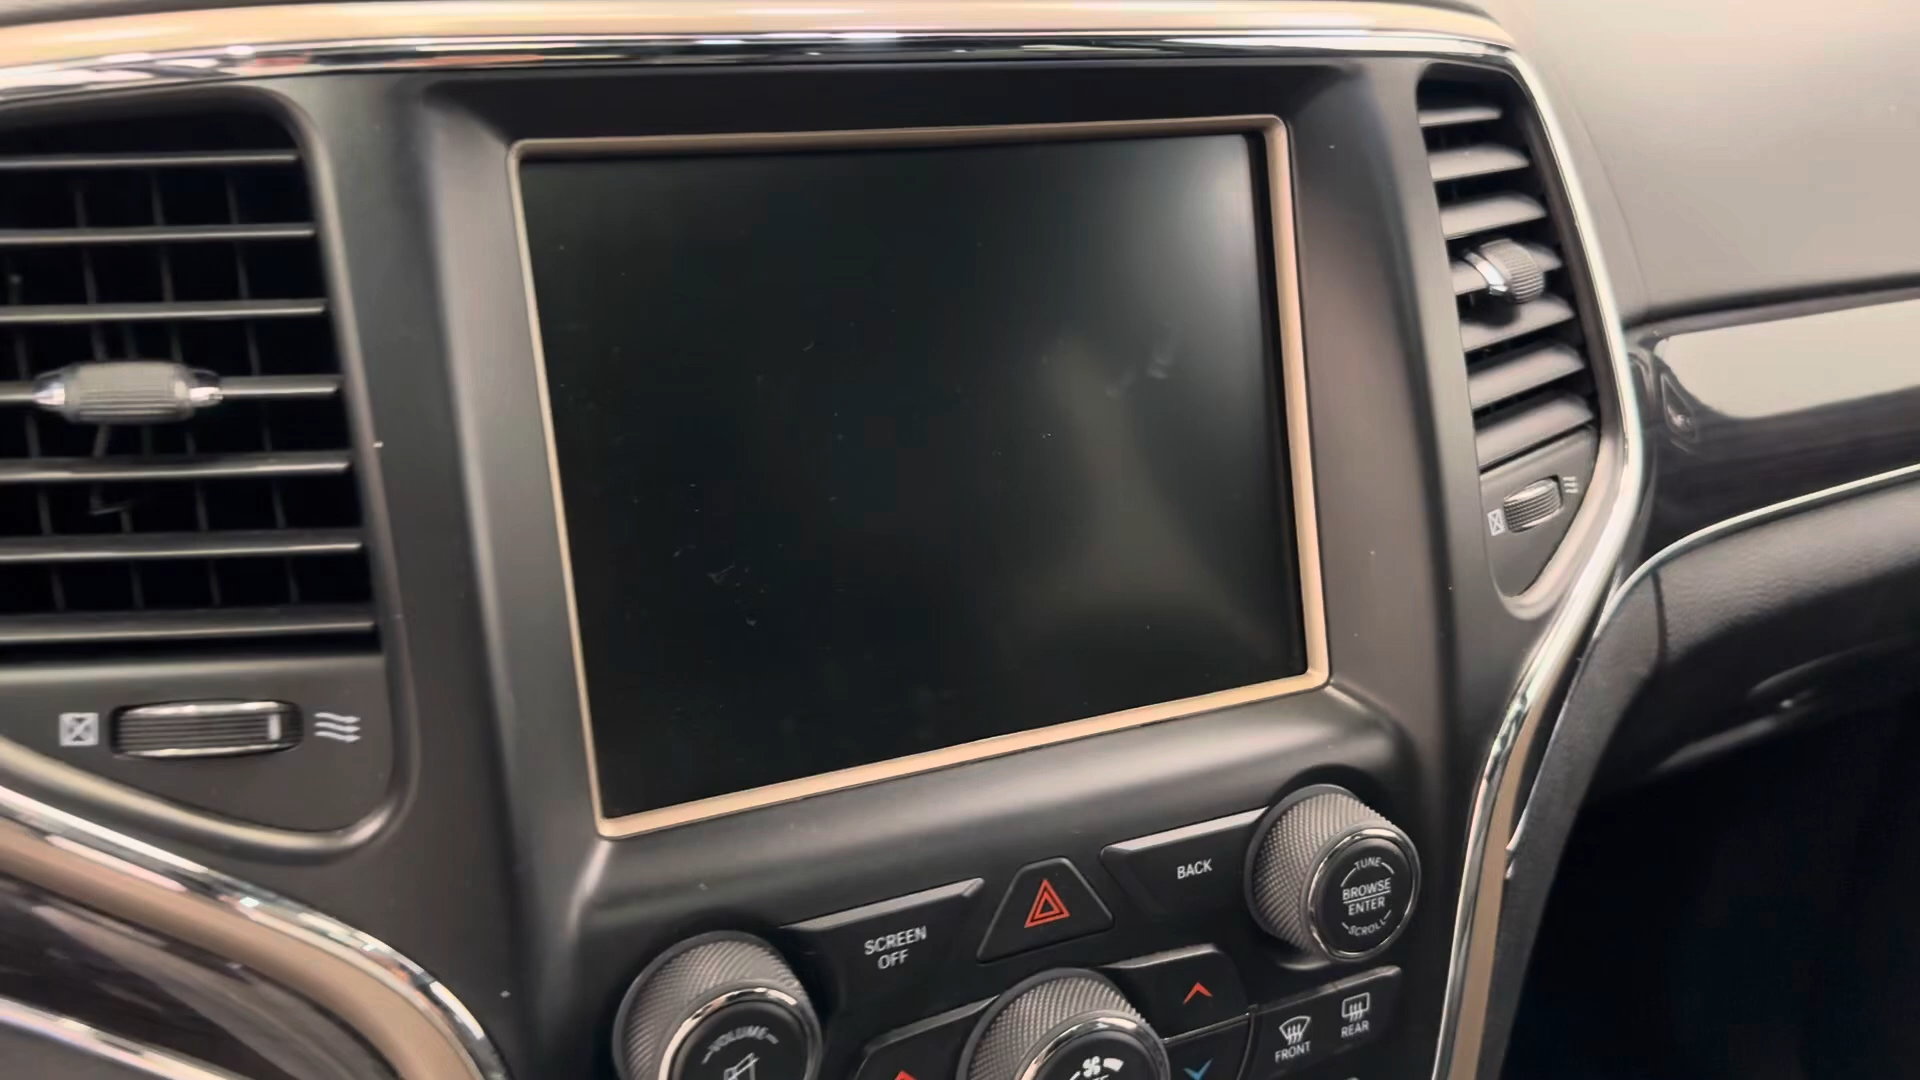 SCREEN
OFF
BACK
TUNE
BROWSE
ENTER
SCROLL
VOLUME
FRONT
REAR